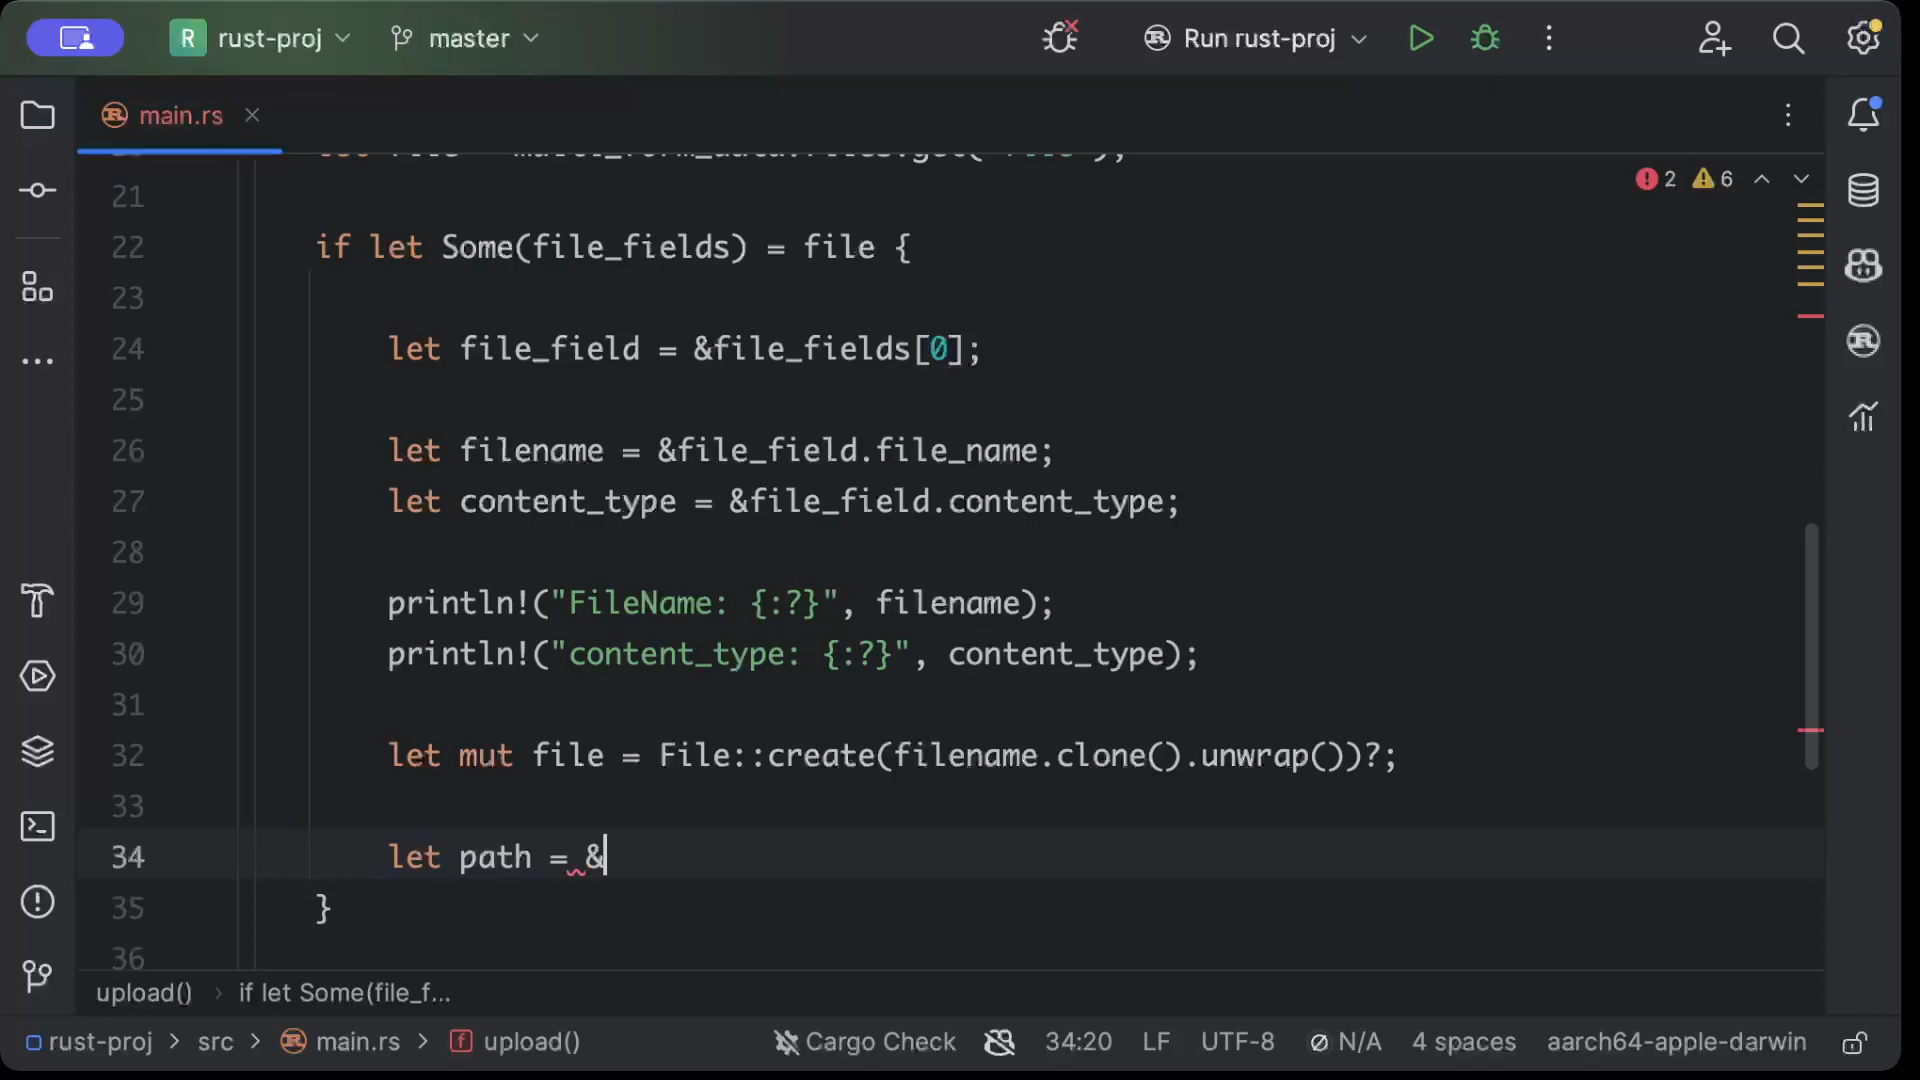 R rust-proj master Run rust-proj
main.rs
2 6
21
22 if let Some(file_fields) = file {
23
24 let file_field = &file_fields[0];
25
26 let filename = &file_field.file_name;
27 let content_type = &file_field.content_type;
28
29 println!("FileName: {:?}", filename);
30 println!("content_type: {:?}", content_type);
31
32 let mut file = File::create(filename.clone().unwrap())?;
33
34 let path = &
35 }
36
upload() › if let Some(file_f...
rust-proj > src > main.rs > f upload() Cargo Check 34:20 LF UTF-8 N/A 4 spaces aarch64-apple-darwin